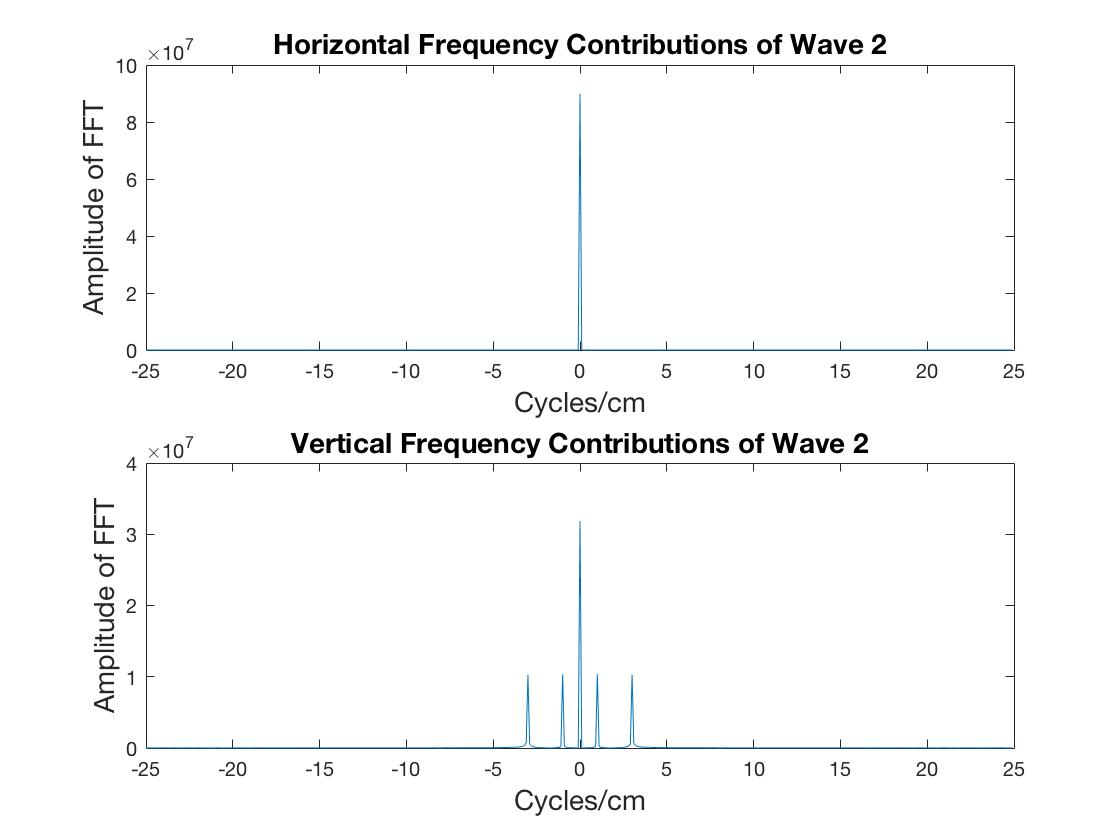 ×10^7
Horizontal Frequency Contributions of Wave 2
Amplitude of FFT
10
8
6
4
2
0
-25 -20 -15 -10 -5 0 5 10 15 20 25
Cycles/cm
×10^7
Vertical Frequency Contributions of Wave 2
Amplitude of FFT
4
3
2
1
0
-25 -20 -15 -10 -5 0 5 10 15 20 25
Cycles/cm